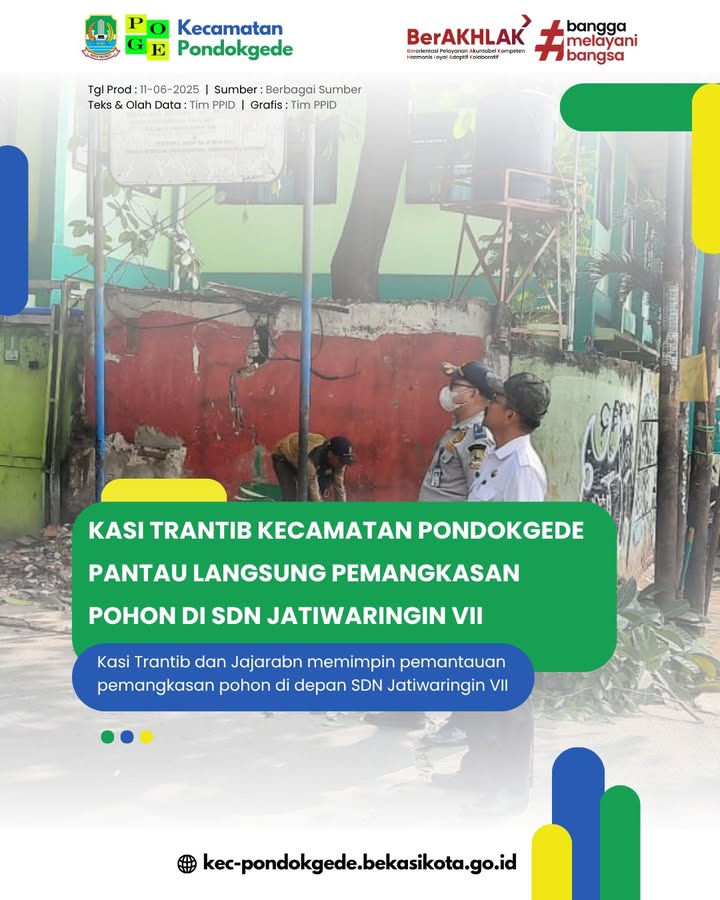 POGE
Kecamatan
Pondokgede
BerAKHLAK
Berorientasi Pelayanan Akuntabel Kompeten
Harmonis Loyal Adaptif Kolaboratif
#bangga
melayani
bangsa
Tgl Prod : 11-06-2025 | Sumber : Berbagai Sumber
Teks & Olah Data : Tim PPID | Grafis : Tim PPID
KASI TRANTIB KECAMATAN PONDOKGEDE
PANTAU LANGSUNG PEMANGKASAN
POHON DI SDN JATIWARINGIN VII
Kasi Trantib dan Jajarabn memimpin pemantauan
pemangkasan pohon di depan SDN Jatiwaringin VII
kec-pondokgede.bekasikota.go.id